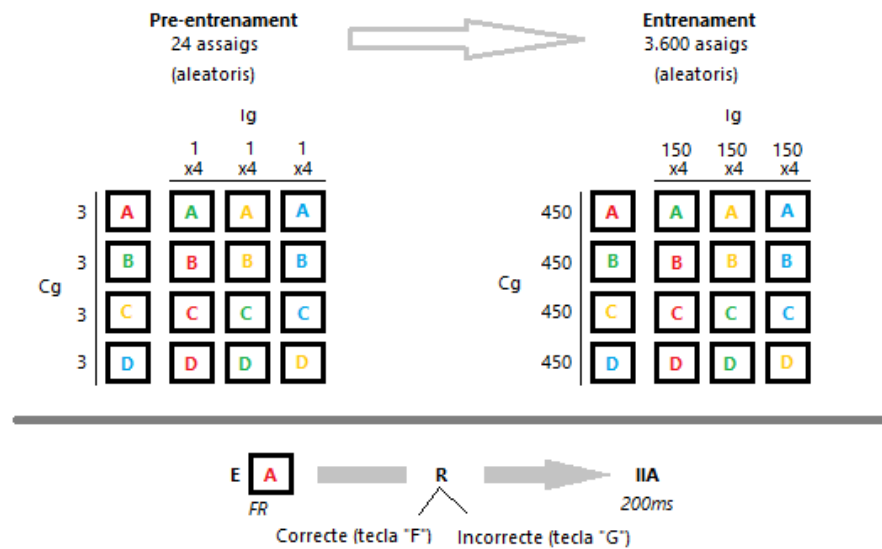 Pre-entrenament
24 assaigs
(aleatoris)
Entrenament
3.600 asaigs
(aleatoris)
Ig
1 1 1
x4 x4 x4
3 A A A A
3 B B B B
Cg
3 C C C C
3 D D D D
Ig
150 150 150
x4 x4 x4
450 A A A A
450 B B B B
Cg
450 C C C C
450 D D D D
E A R IIA
FR 200ms
Correcte (tecla "F") Incorrecte (tecla "G")